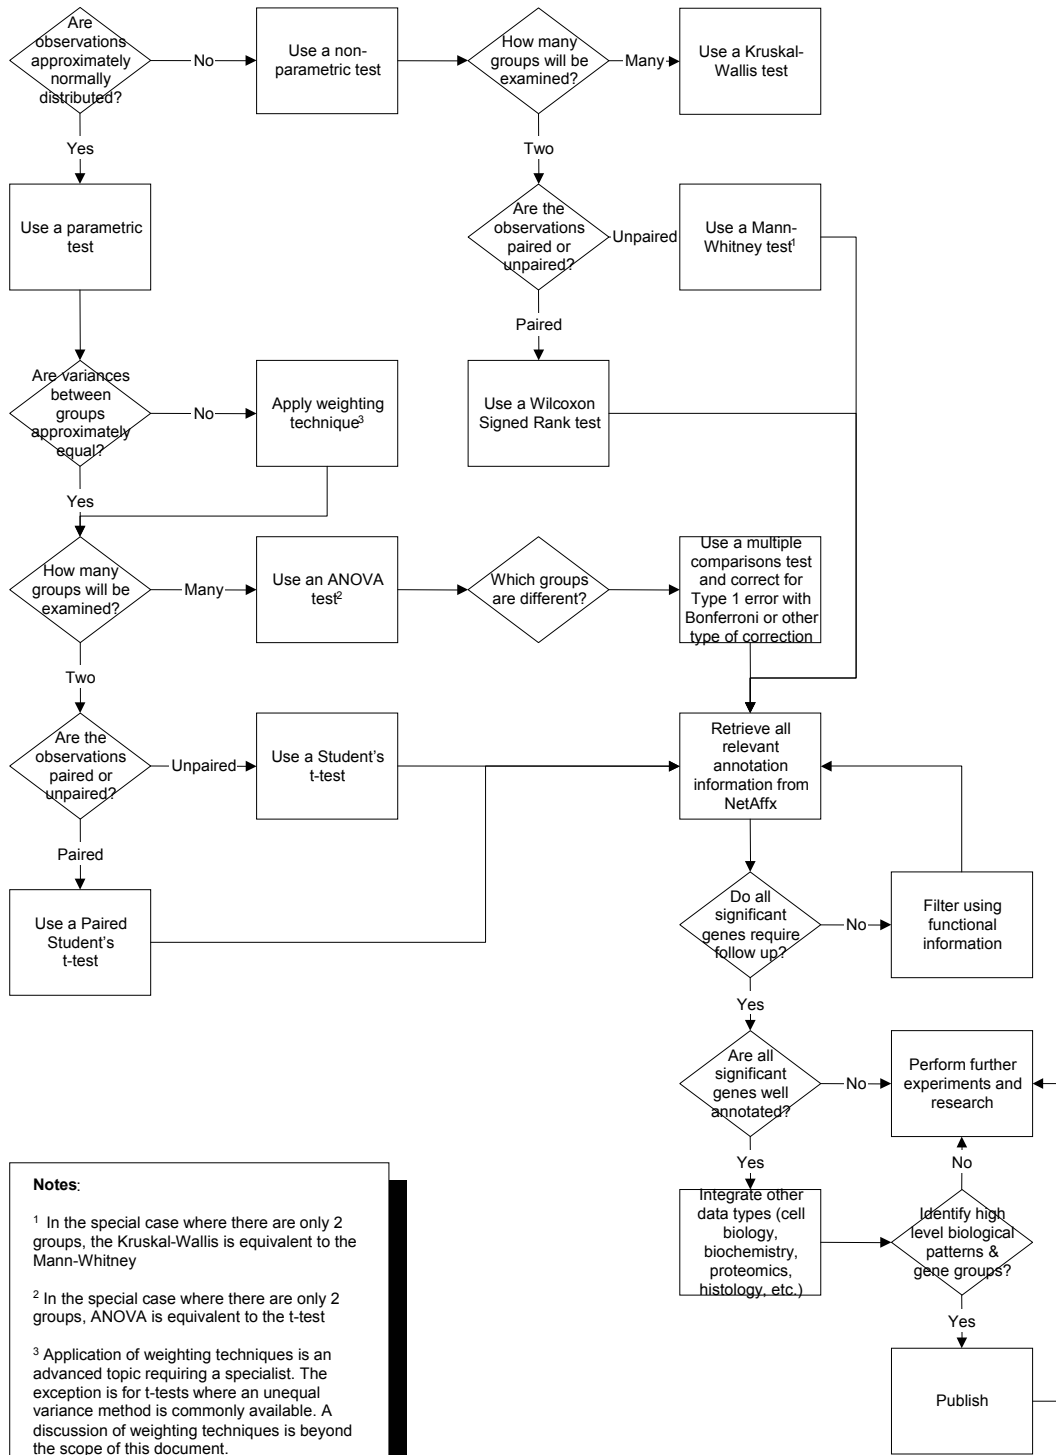 Are
observations
approximately
normally
distributed?
No
Use a non-
parametric test
How many
groups will be
examined?
Many
Use a Kruskal-
Wallis test
Yes
Two
Use a parametric
test
Are the
observations
paired or
unpaired?
Unpaired
Use a Mann-
Whitney test¹
Paired
Are variances
between
groups
approximately
equal?
No
Apply weighting
technique³
Use a Wilcoxon
Signed Rank test
Yes
How many
groups will be
examined?
Many
Use an ANOVA
test²
Which groups
are different?
Use a multiple
comparisons test
and correct for
Type 1 error with
Bonferroni or other
type of correction
Two
Are the
observations
paired or
unpaired?
Unpaired
Use a Student's
t-test
Retrieve all
relevant
annotation
information from
NetAffx
Paired
Use a Paired
Student's
t-test
Do all
significant
genes require
follow up?
No
Filter using
functional
information
Yes
Are all
significant
genes well
annotated?
No
Perform further
experiments and
research
Yes
No
Integrate other
data types (cell
biology,
biochemistry,
proteomics,
histology, etc.)
Identify high
level biological
patterns &
gene groups?
Yes
Publish
Notes:
¹ In the special case where there are only 2
groups, the Kruskal-Wallis is equivalent to the
Mann-Whitney
² In the special case where there are only 2
groups, ANOVA is equivalent to the t-test
³ Application of weighting techniques is an
advanced topic requiring a specialist. The
exception is for t-tests where an unequal
variance method is commonly available. A
discussion of weighting techniques is beyond
the scope of this document.